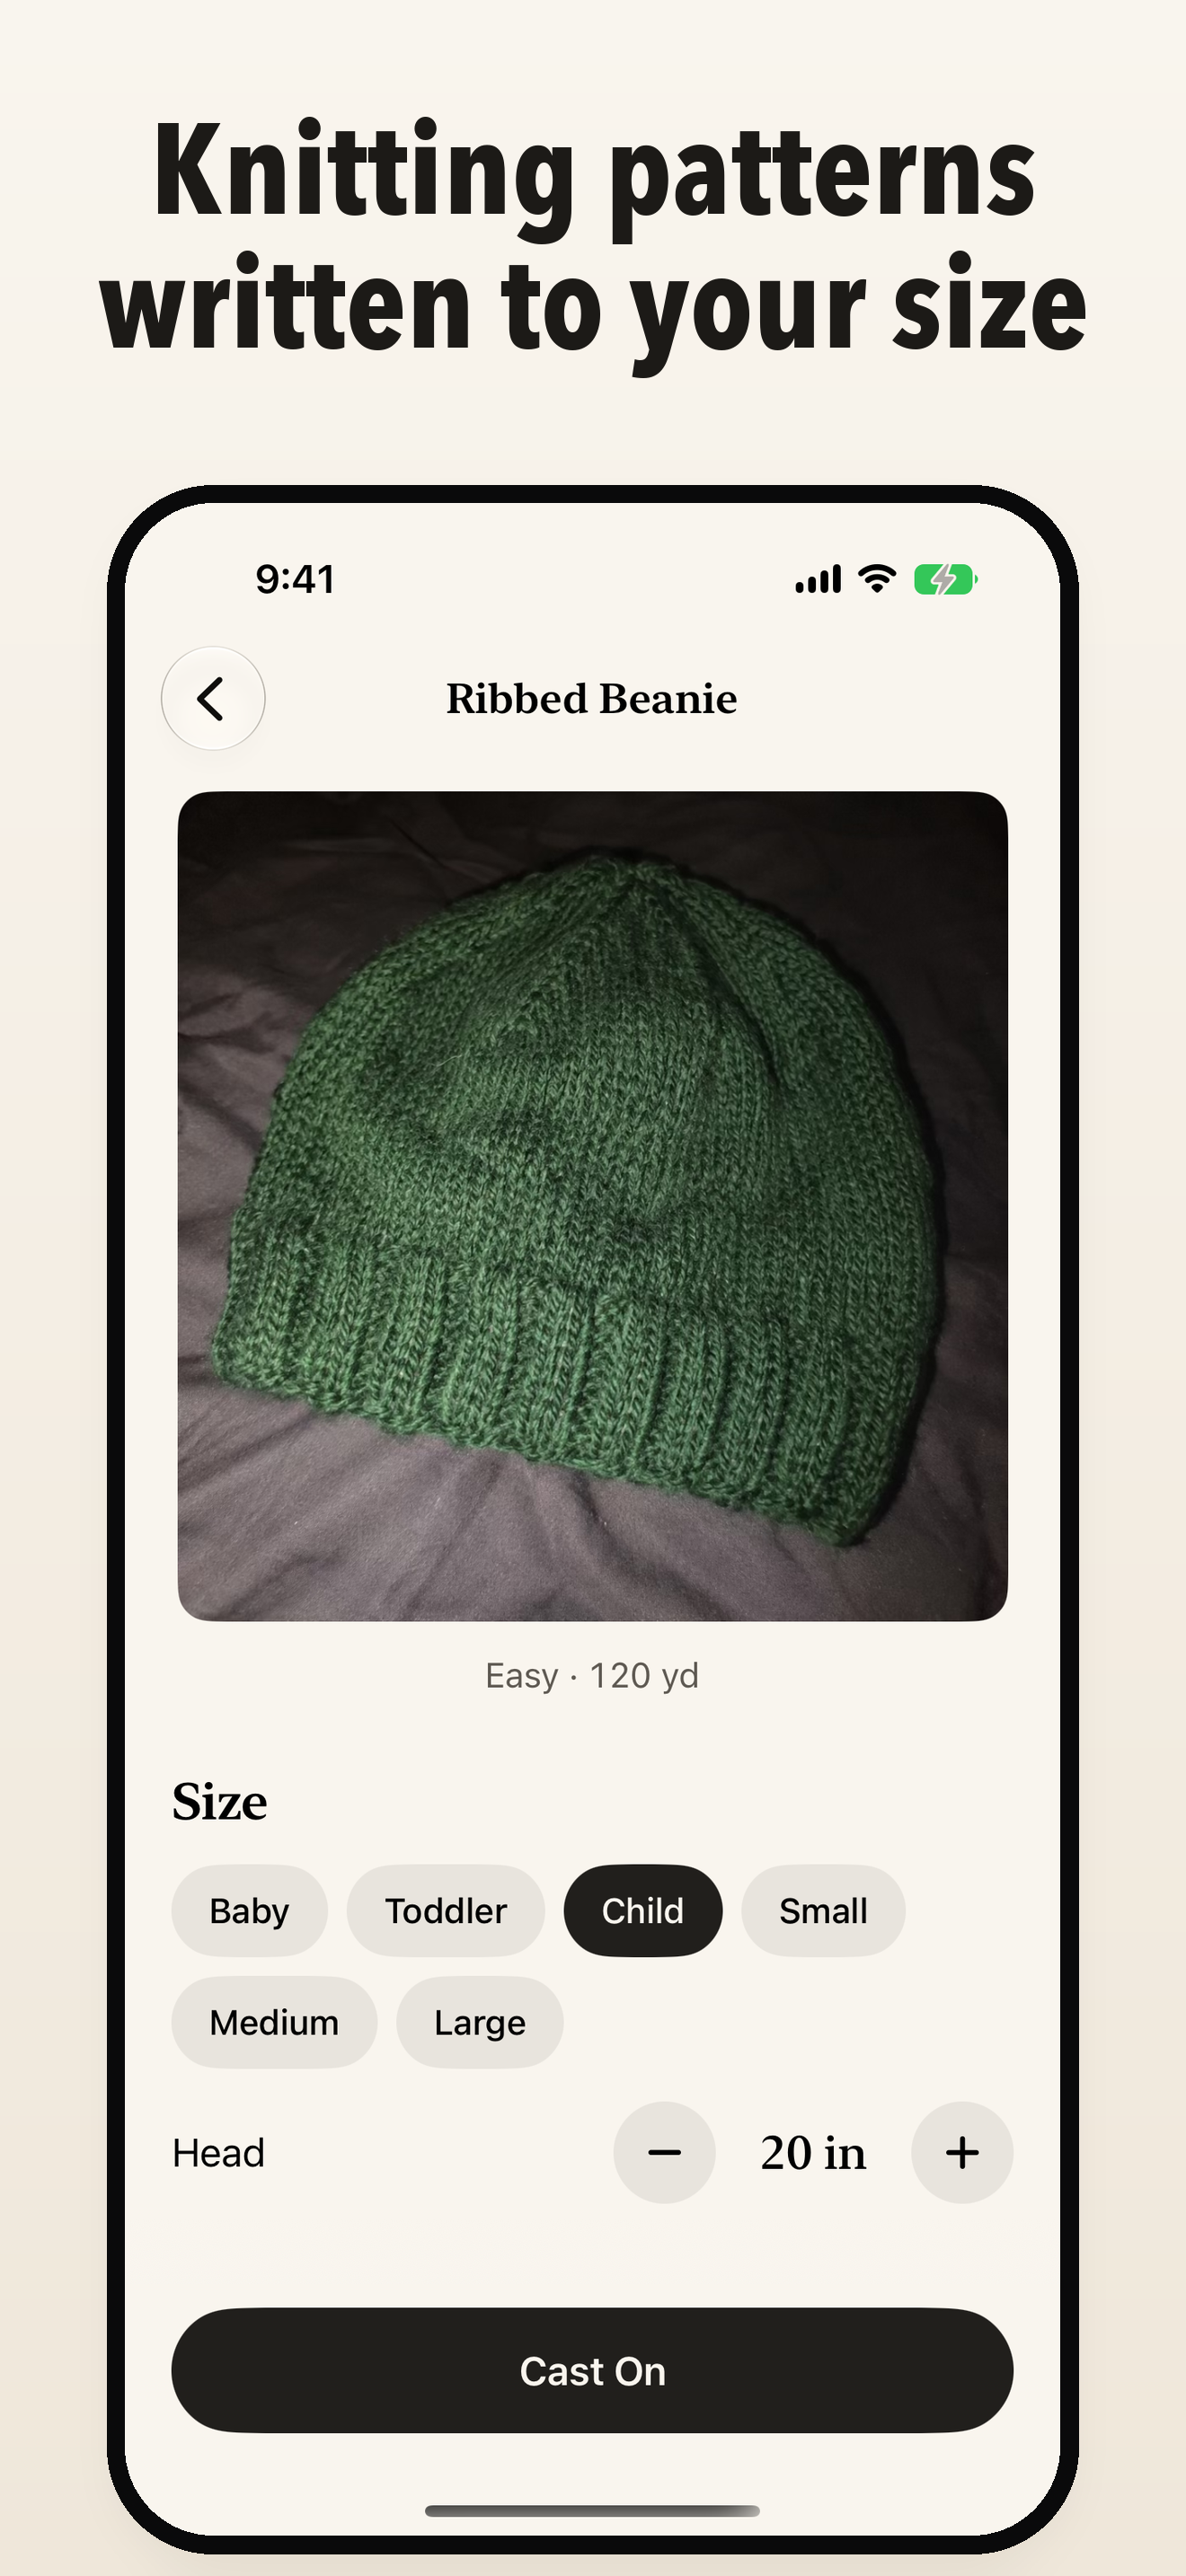 Knitting patterns
written to your size
9:41
Ribbed Beanie
Easy · 120 yd
Size
Baby Toddler Child Small
Medium Large
Head 20 in
Cast On